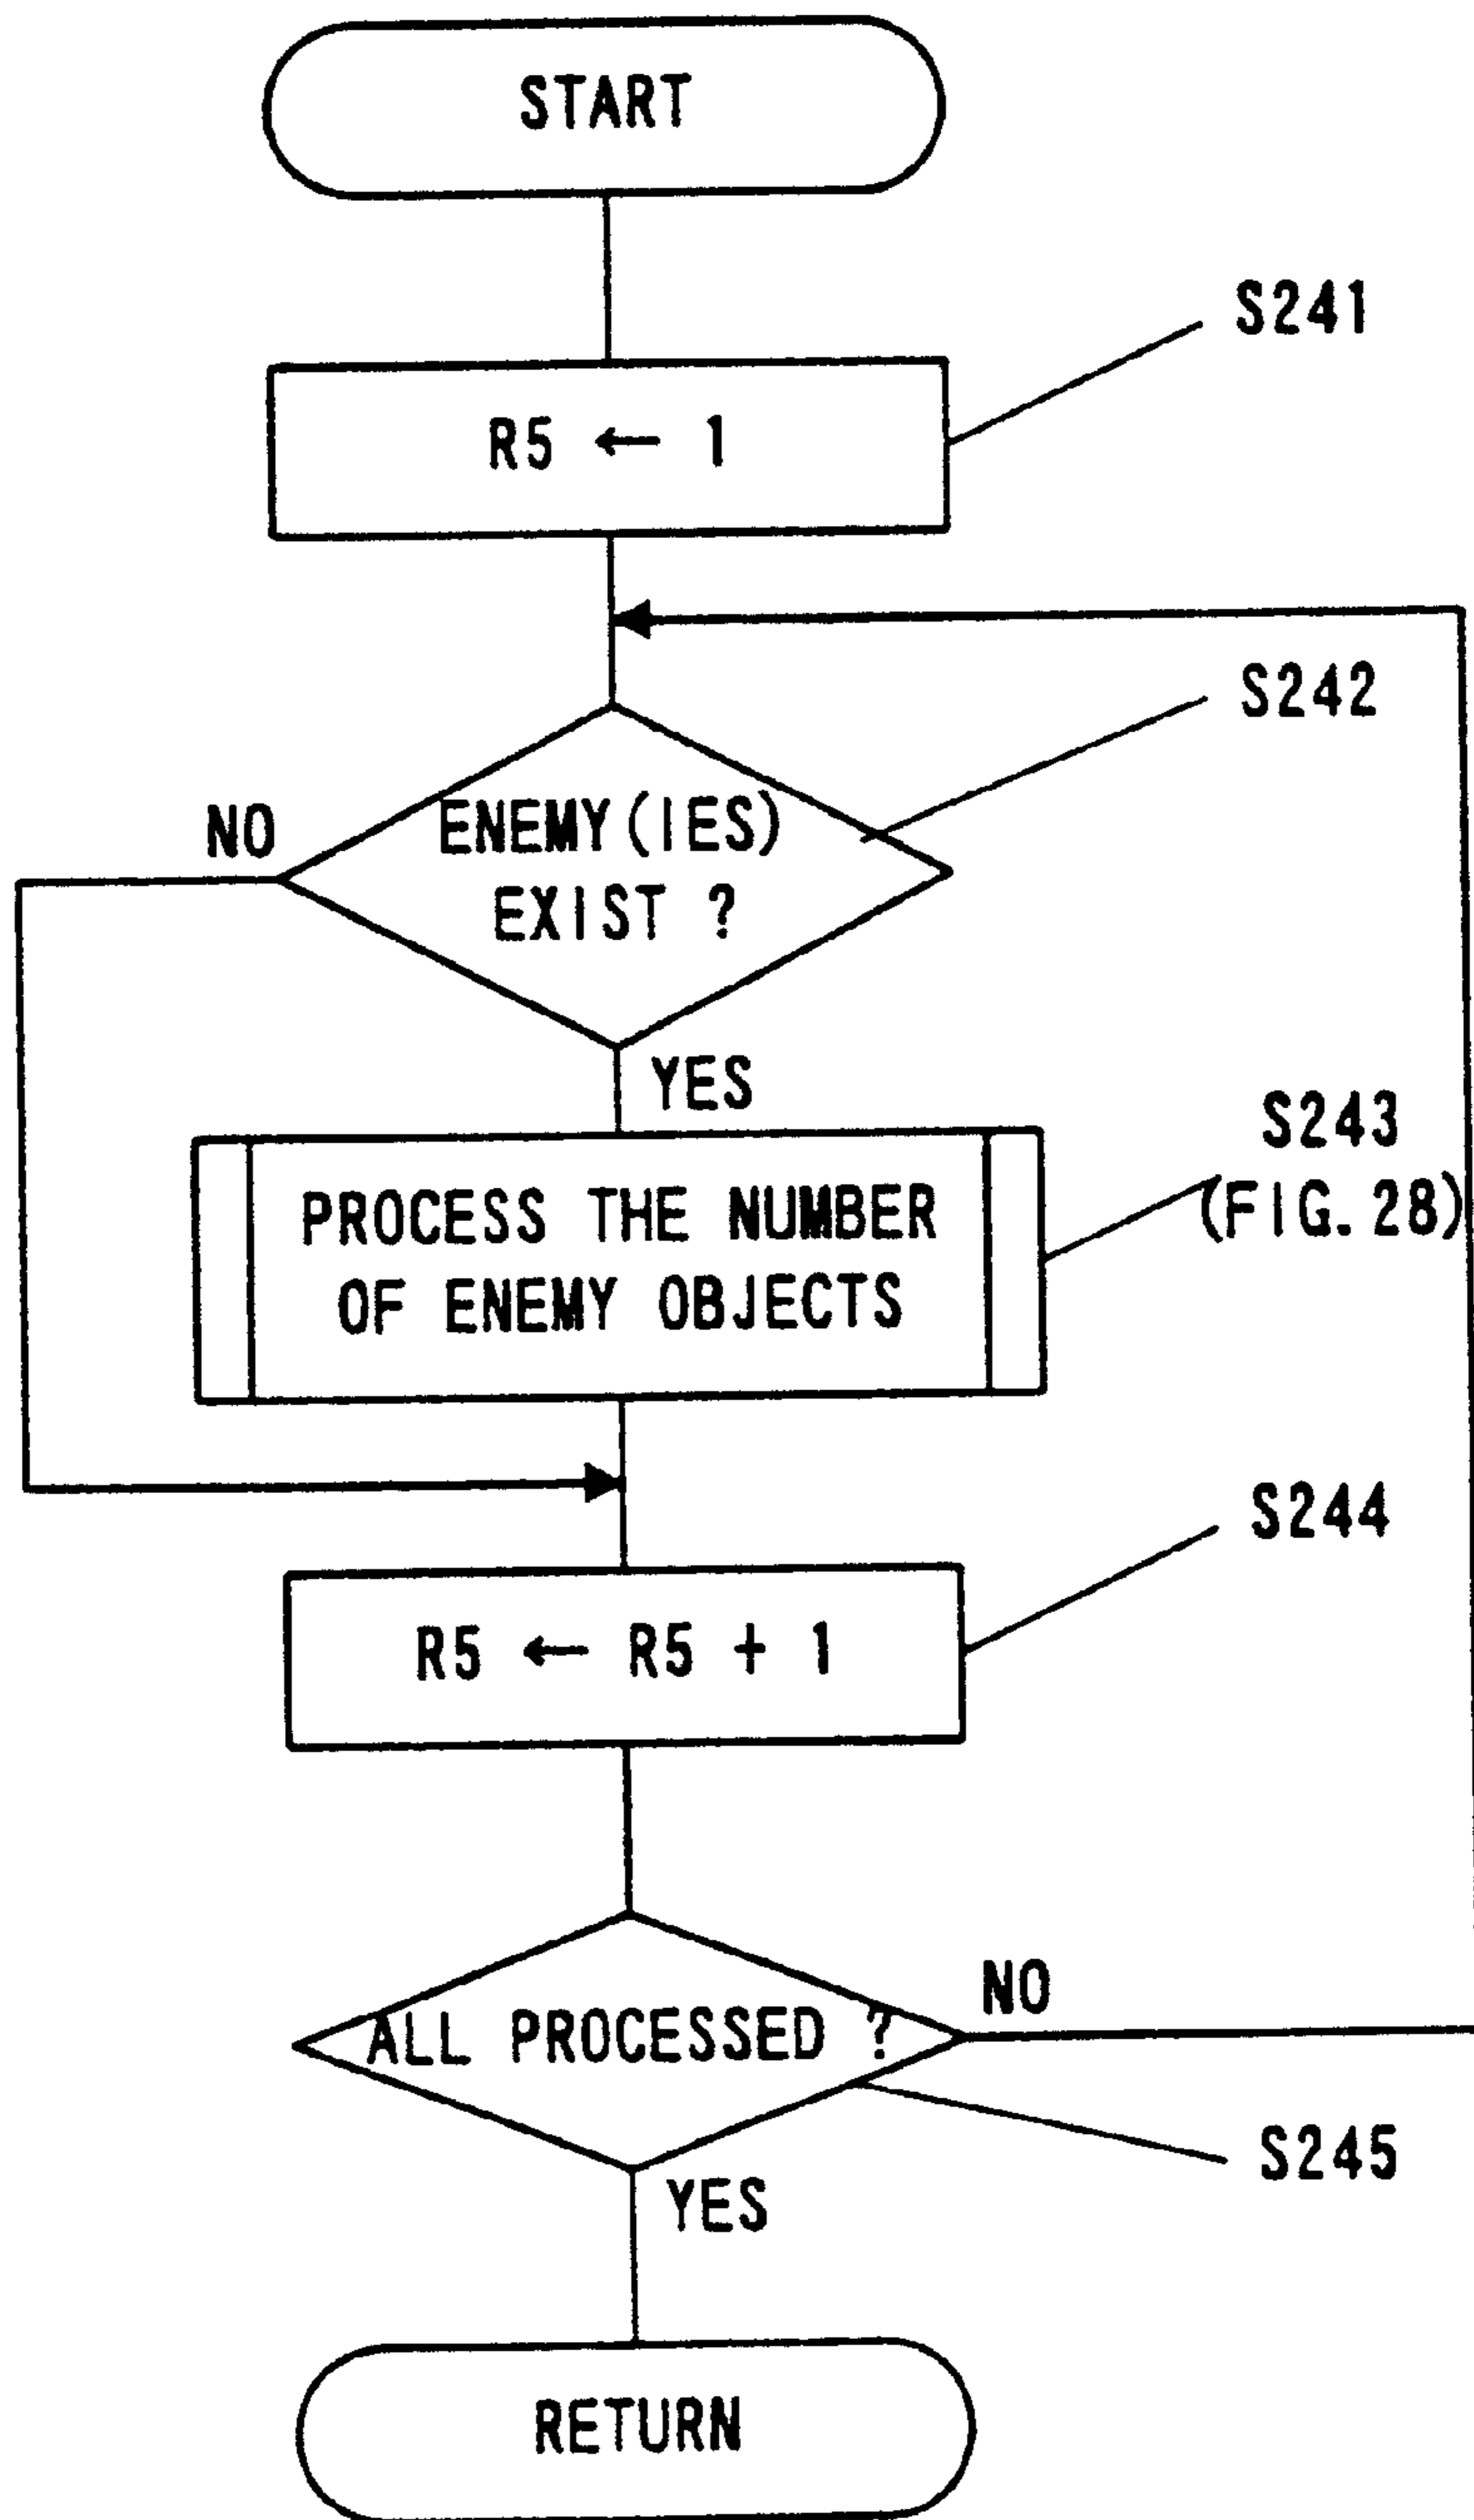 START
S241
R5 ← 1
S242
NO
ENEMY(IES)
EXIST ?
YES
S243
(FIG. 28)
PROCESS THE NUMBER
OF ENEMY OBJECTS
S244
R5 ← R5 + 1
NO
ALL PROCESSED ?
S245
YES
RETURN